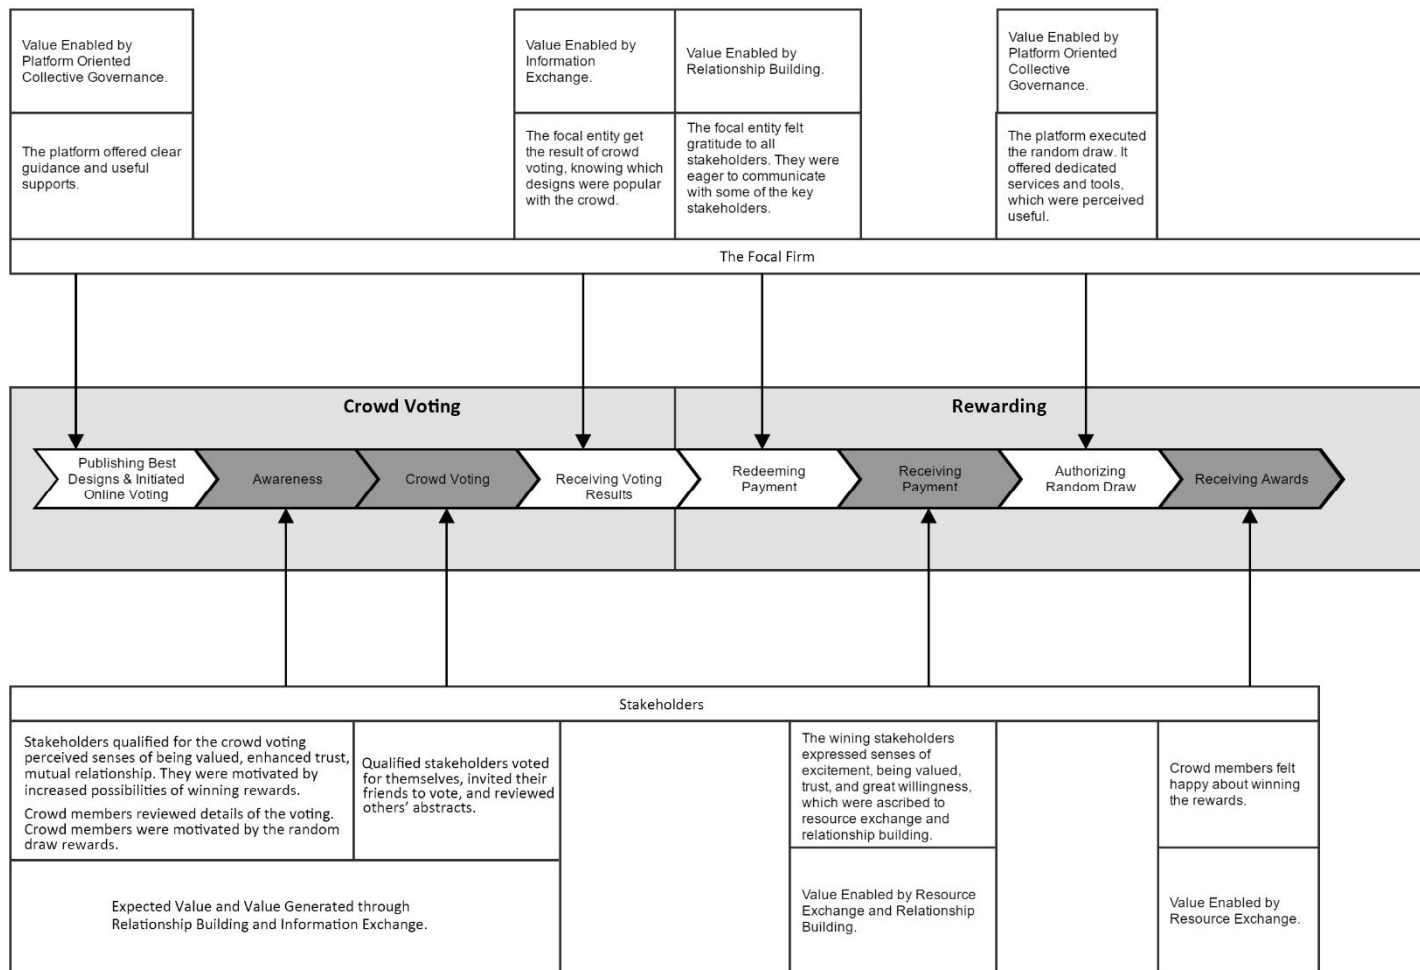 Value Enabled by
Platform Oriented
Collective Governance.
Value Enabled by
Information
Exchange.
Value Enabled by
Relationship Building.
Value Enabled by
Platform Oriented
Collective
Governance.
The platform offered clear
guidance and useful
supports.
The focal entity get
the result of crowd
voting, knowing which
designs were popular
with the crowd.
The focal entity felt
gratitude to all
stakeholders. They were
eager to communicate
with some of the key
stakeholders.
The platform executed
the random draw. It
offered dedicated
services and tools,
which were perceived
useful.
The Focal Firm
Crowd Voting
Rewarding
Publishing Best
Designs & Initiated
Online Voting
Awareness
Crowd Voting
Receiving Voting
Results
Redeeming
Payment
Receiving
Payment
Authorizing
Random Draw
Receiving Awards
Stakeholders
Stakeholders qualified for the crowd voting
perceived senses of being valued, enhanced trust,
mutual relationship. They were motivated by
increased possibilities of winning rewards.
Crowd members reviewed details of the voting.
Crowd members were motivated by the random
draw rewards.
Qualified stakeholders voted
for themselves, invited their
friends to vote, and reviewed
others’ abstracts.
The wining stakeholders
expressed senses of
excitement, being valued,
trust, and great willingness,
which were ascribed to
resource exchange and
relationship building.
Crowd members felt
happy about winning
the rewards.
Expected Value and Value Generated through
Relationship Building and Information Exchange.
Value Enabled by Resource
Exchange and Relationship
Building.
Value Enabled by
Resource Exchange.